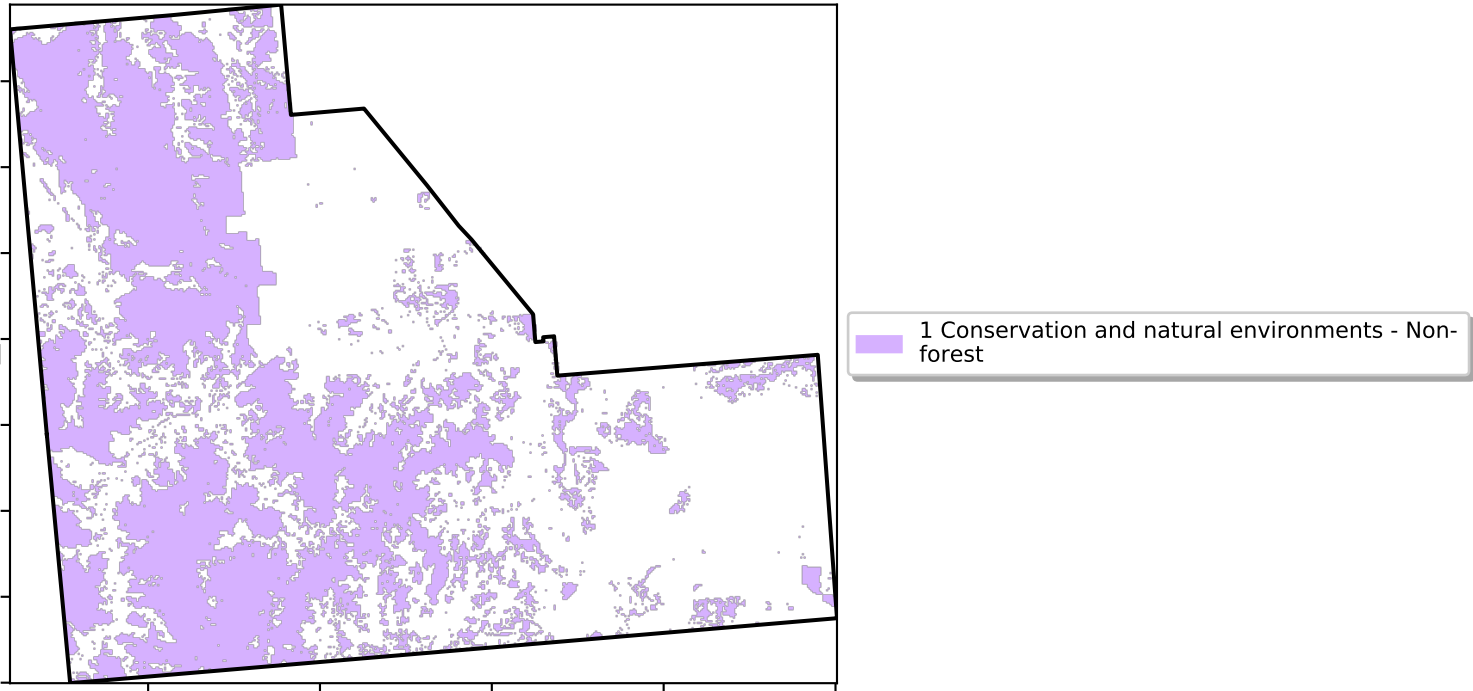 1 Conservation and natural environments - Non-
forest